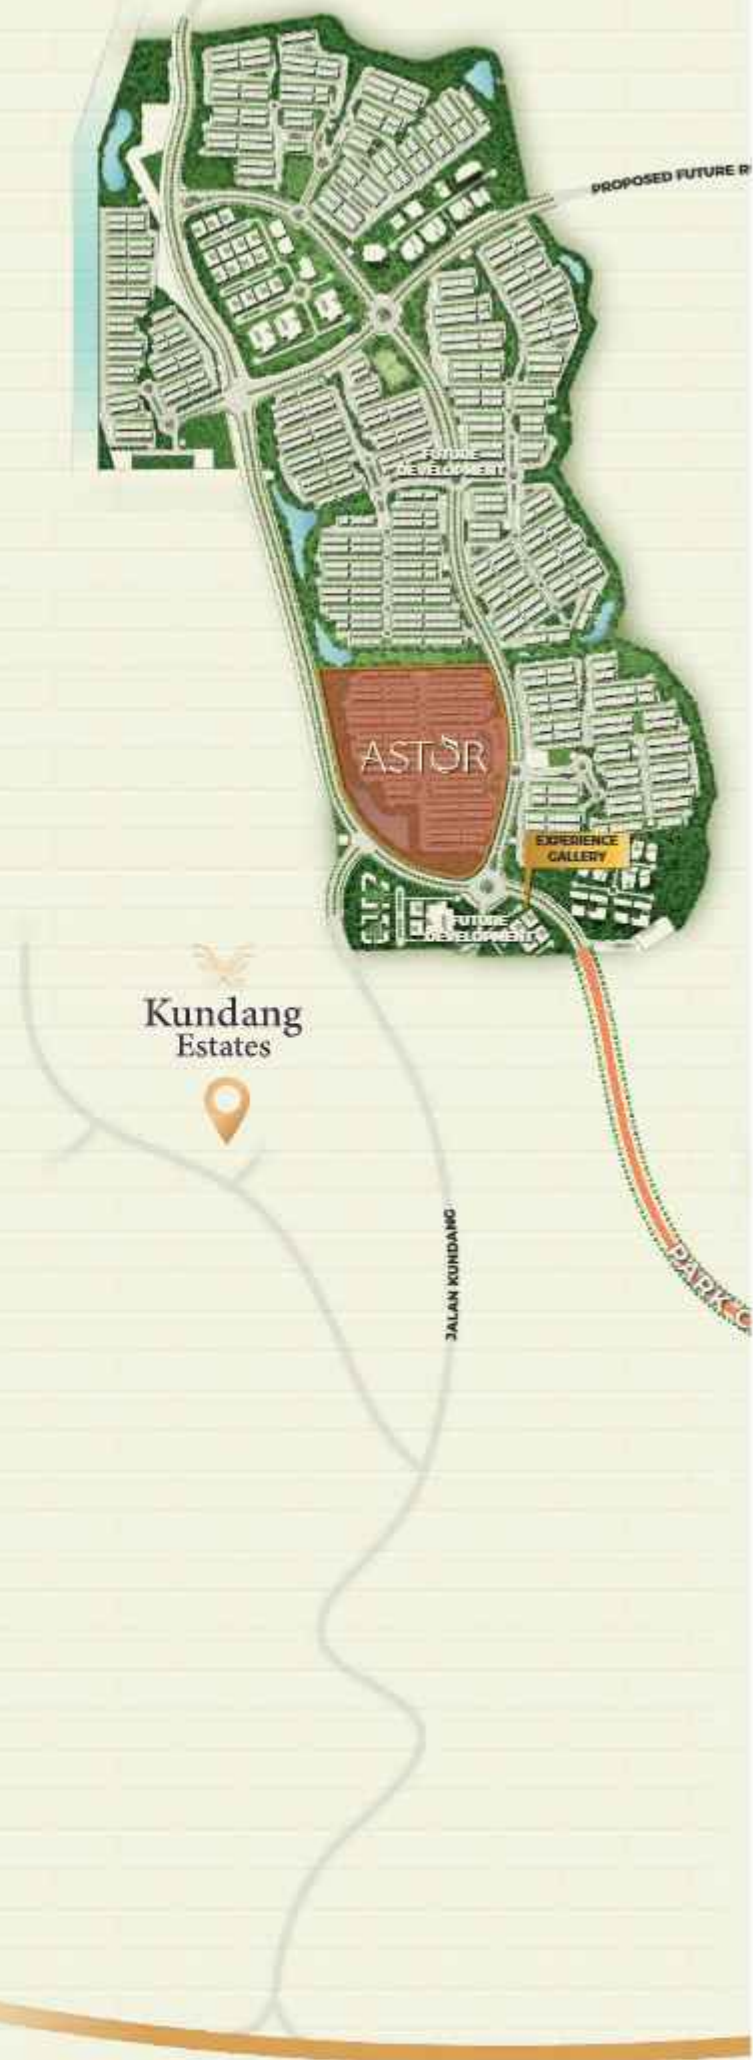 PROPOSED FUTURE R
FUTURE
DEVELOPMENT
ASTOR
EXPERIENCE
GALLERY
FUTURE
DEVELOPMENT
Kundang
Estates
JALAN KUNDANG
PARK C